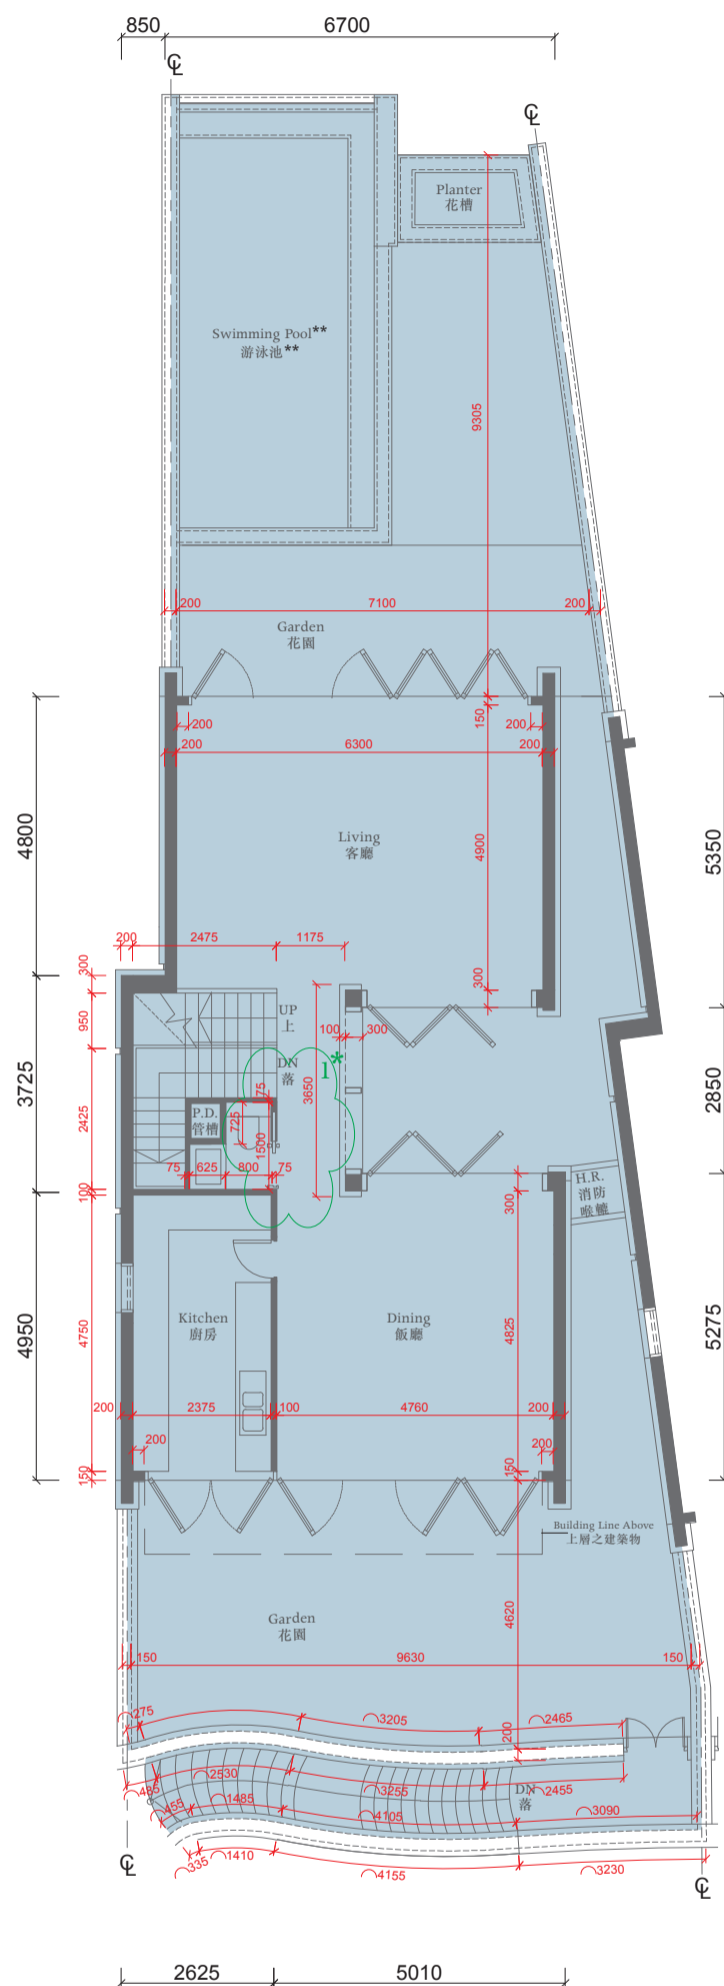 850
6700
℄
℄
Planter
花槽
Swimming Pool**
游泳池**
9305
200
7100
200
Garden
花園
150
200
200
200
6300
200
4800
5350
Living
客廳
4900
200
2475
1175
300
300
950
UP
上
100
300
1*
DN
落
3650
3725
2850
2425
75
P.D.
管槽
725
1500
75
625
800
75
100
H.R.
消防
喉轆
300
Kitchen
廚房
Dining
飯廳
4950
4750
4825
5275
200
2375
100
4760
200
200
200
150
150
Building Line Above
上層之建築物
4620
Garden
花園
150
9630
150
275
3205
2465
200
2530
3255
2455
485
DN
落
455
1485
4105
3090
335
1410
4155
3230
℄
℄
2625
5010